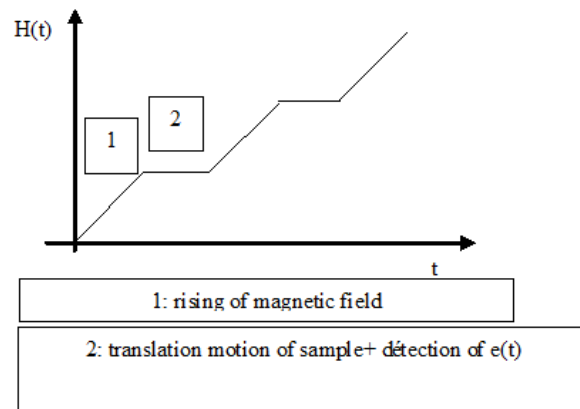 H(t)
2
1
t
1: rising of magnetic field
2: translation motion of sample+ détection of e(t)